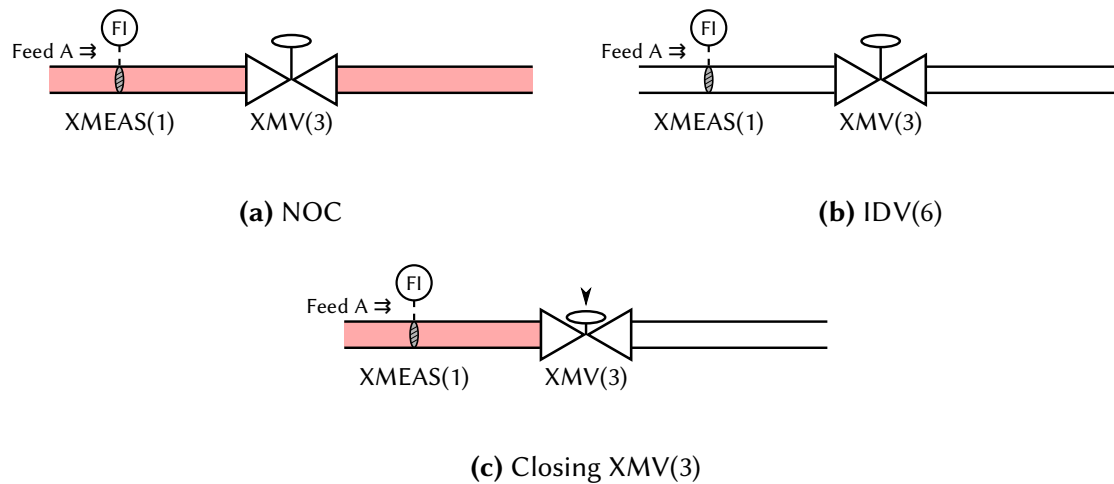 FI
Feed A ⇉
XMEAS(1) XMV(3)
(a) NOC
FI
Feed A ⇉
XMEAS(1) XMV(3)
(b) IDV(6)
FI
Feed A ⇉
XMEAS(1) XMV(3)
(c) Closing XMV(3)